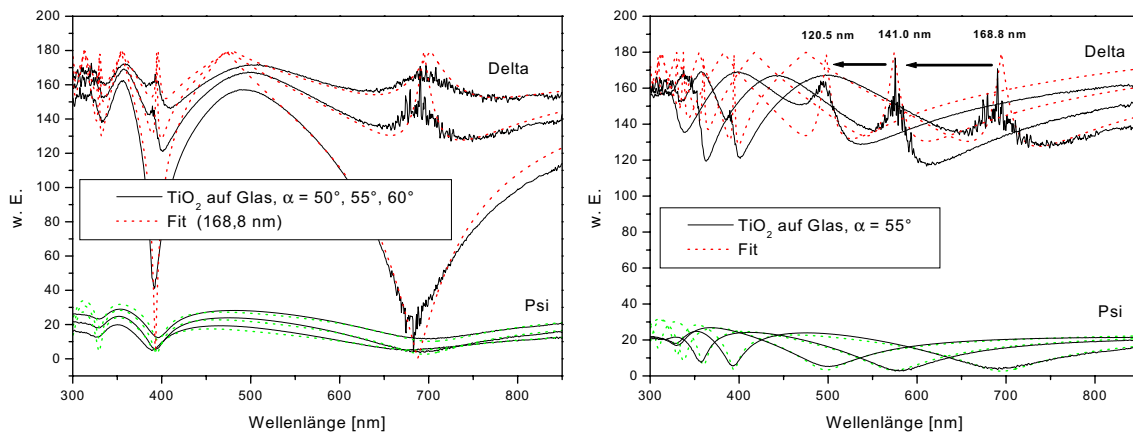 200
180
160
140
120
100
80
60
40
20
0
w. E.
Delta
TiO₂ auf Glas, α = 50°, 55°, 60°
Fit (168,8 nm)
Psi
300 400 500 600 700 800
Wellenlänge [nm]
200
180
160
140
120
100
80
60
40
20
0
w. E.
120.5 nm 141.0 nm 168.8 nm
Delta
TiO₂ auf Glas, α = 55°
Fit
Psi
300 400 500 600 700 800
Wellenlänge [nm]